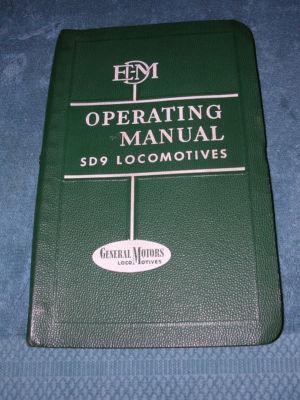 EMD
OPERATING
MANUAL
SD9 LOCOMOTIVES
GENERAL MOTORS
LOCOMOTIVES